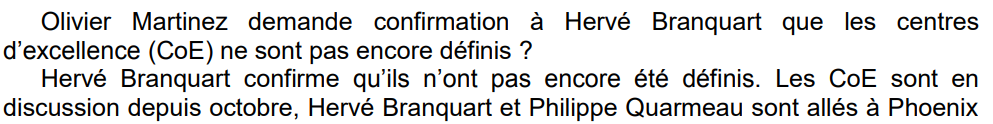 Olivier Martinez demande confirmation à Hervé Branquart que les centres
d’excellence (CoE) ne sont pas encore définis ?
Hervé Branquart confirme qu’ils n’ont pas encore été définis. Les CoE sont en
discussion depuis octobre, Hervé Branquart et Philippe Quarmeau sont allés à Phoenix